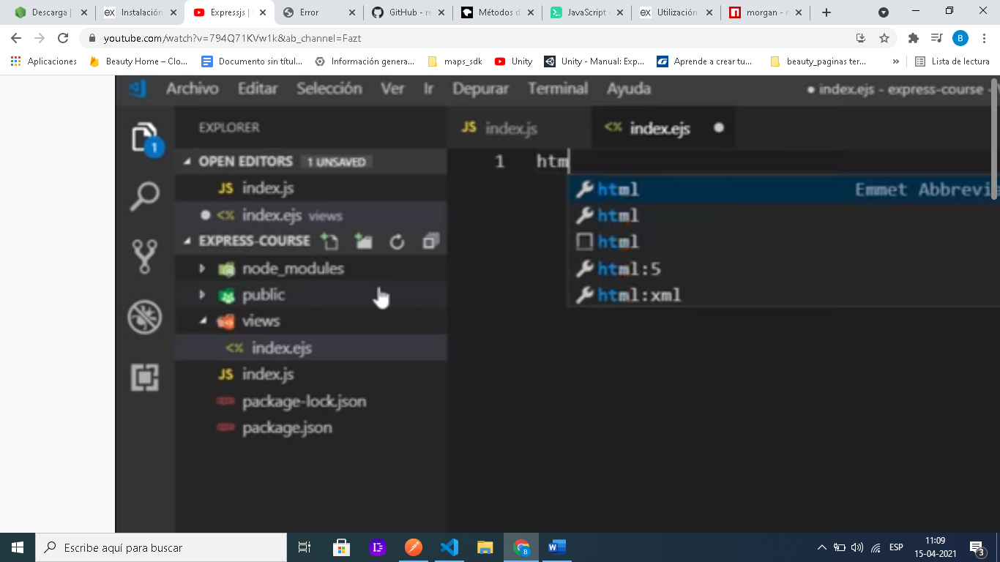 Descarga
Instalación
Expressjs |
Error
GitHub - re
Métodos d
JavaScript
Utilización
morgan - n
youtube.com/watch?v=794Q71KVw1k&ab_channel=Fazt
B
Aplicaciones
Beauty Home – Clo...
Documento sin títul...
Información genera...
maps_sdk
Unity
Unity - Manual: Exp...
Aprende a crear tu...
beauty_paginas ter...
»
Lista de lectura
Archivo Editar Selección Ver Ir Depurar Terminal Ayuda
● index.ejs - express-course -
EXPLORER
JS index.js
<% index.ejs
1
OPEN EDITORS 1 UNSAVED
1 htm
JS index.js
html Emmet Abbrevia
<% index.ejs views
html
EXPRESS-COURSE
html
node_modules
html:5
public
html:xml
views
<% index.ejs
JS index.js
package-lock.json
package.json
Escribe aquí para buscar
ESP
11:09
15-04-2021
3